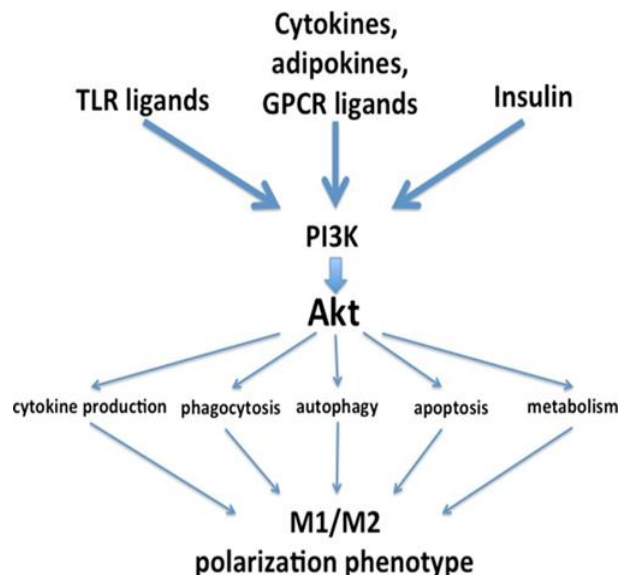 Cytokines,
adipokines,
GPCR ligands
TLR ligands
Insulin
PI3K
Akt
cytokine production
phagocytosis
autophagy
apoptosis
metabolism
M1/M2
polarization phenotype